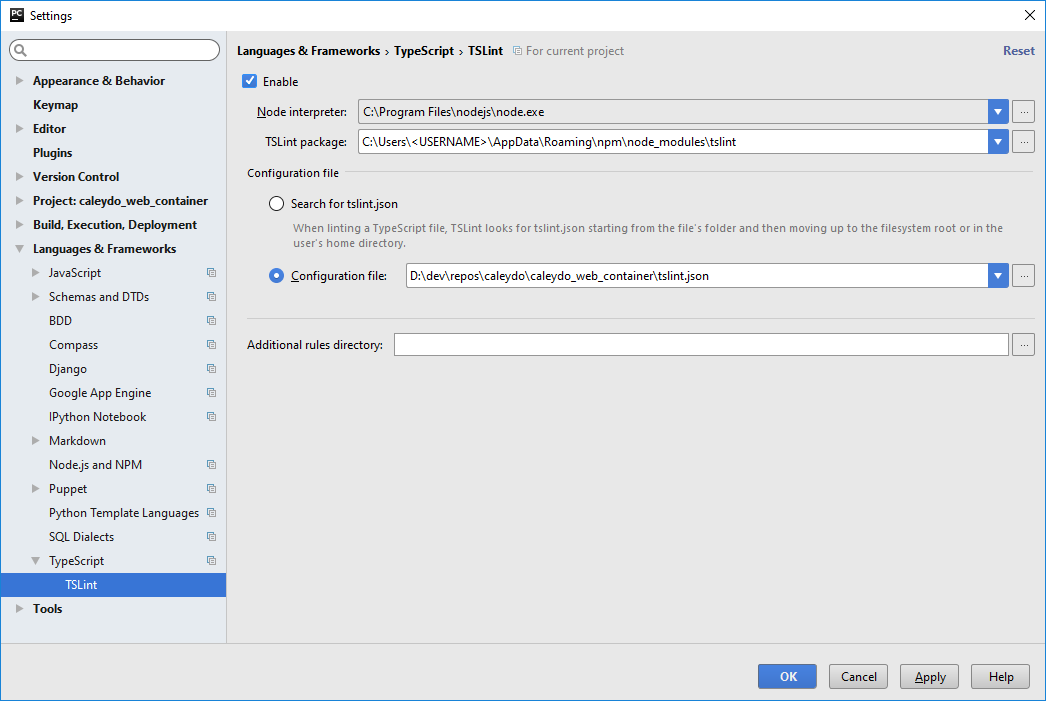 PC
Settings
Appearance & Behavior
Keymap
Editor
Plugins
Version Control
Project: caleydo_web_container
Build, Execution, Deployment
Languages & Frameworks
JavaScript
Schemas and DTDs
BDD
Compass
Django
Google App Engine
IPython Notebook
Markdown
Node.js and NPM
Puppet
Python Template Languages
SQL Dialects
TypeScript
TSLint
Tools
Languages & Frameworks › TypeScript › TSLint For current project Reset
Enable
Node interpreter: C:\Program Files\nodejs\node.exe ...
TSLint package: C:\Users\<USERNAME>\AppData\Roaming\npm\node_modules\tslint ...
Configuration file
Search for tslint.json
When linting a TypeScript file, TSLint looks for tslint.json starting from the file's folder and then moving up to the filesystem root or in the
user's home directory.
Configuration file: D:\dev\repos\caleydo\caleydo_web_container\tslint.json ...
Additional rules directory: ...
OK Cancel Apply Help